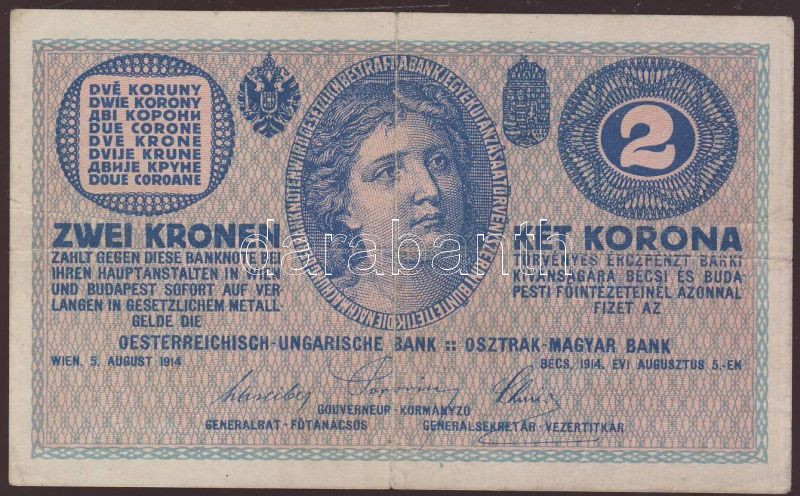 DVĚ KORUNY
DWIE KORONY
ДВІ КОРОНИ
DUE CORONE
DVE KRONE
DVIJE KRUNE
ДВИЈЕ КРУНЕ
DOUE COROANE
2
ZWEI KRONEN
ZAHLT GEGEN DIESE BANKNOTE BEI
IHREN HAUPTANSTALTEN IN WIEN
UND BUDAPEST SOFORT AUF VER-
LANGEN IN GESETZLICHEM METALL-
GELDE DIE
KÉT KORONA
TÖRVÉNYES ÉRCZPÉNZT BÁRKI
KIVÁNSÁGÁRA BÉCSI ÉS BUDA-
PESTI FŐINTÉZETEINÉL AZONNAL
FIZET AZ
OESTERREICHISCH-UNGARISCHE BANK :: OSZTRÁK-MAGYAR BANK
WIEN, 5. AUGUST 1914
BÉCS, 1914. ÉVI AUGUSZTUS 5.-ÉN
GOUVERNEUR - KORMÁNYZÓ
GENERALRAT - FŐTANÁCSOS
GENERALSEKRETÄR - VEZÉRTITKÁR
darabanth